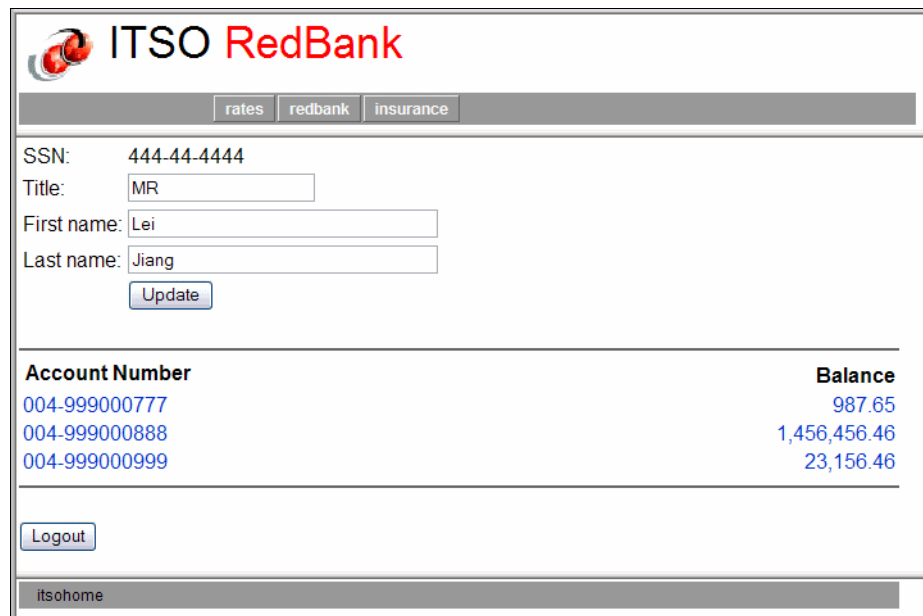 ITSO RedBank
rates redbank insurance
SSN: 444-44-4444
Title: MR
First name: Lei
Last name: Jiang
Update
Account Number Balance
004-999000777 987.65
004-999000888 1,456,456.46
004-999000999 23,156.46
Logout
itsohome